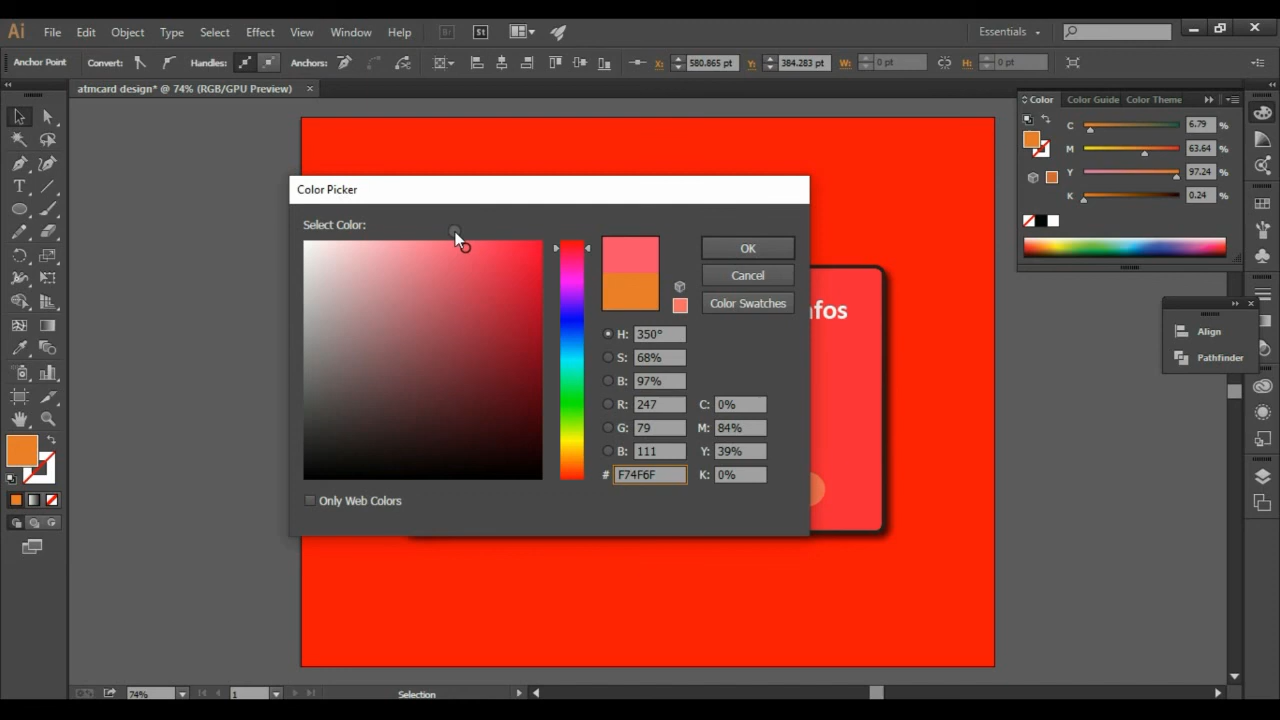 Ai File Edit Object Type Select Effect View Window Help Br St Essentials
Anchor Point Convert: Handles: Anchors: X: 580.865 pt Y: 384.283 pt W: 0 pt H: 0 pt
atmcard design* @ 74% (RGB/GPU Preview) ×
Color Color Guide Color Theme
C 6.79 %
M 63.64 %
Y 97.24 %
K 0.24 %
Color Picker
Select Color:
OK
Cancel
Color Swatches
H: 350°
S: 68%
B: 97%
R: 247 C: 0%
G: 79 M: 84%
B: 111 Y: 39%
# F74F6F K: 0%
Only Web Colors
nfos
Align
Pathfinder
74% 1 Selection